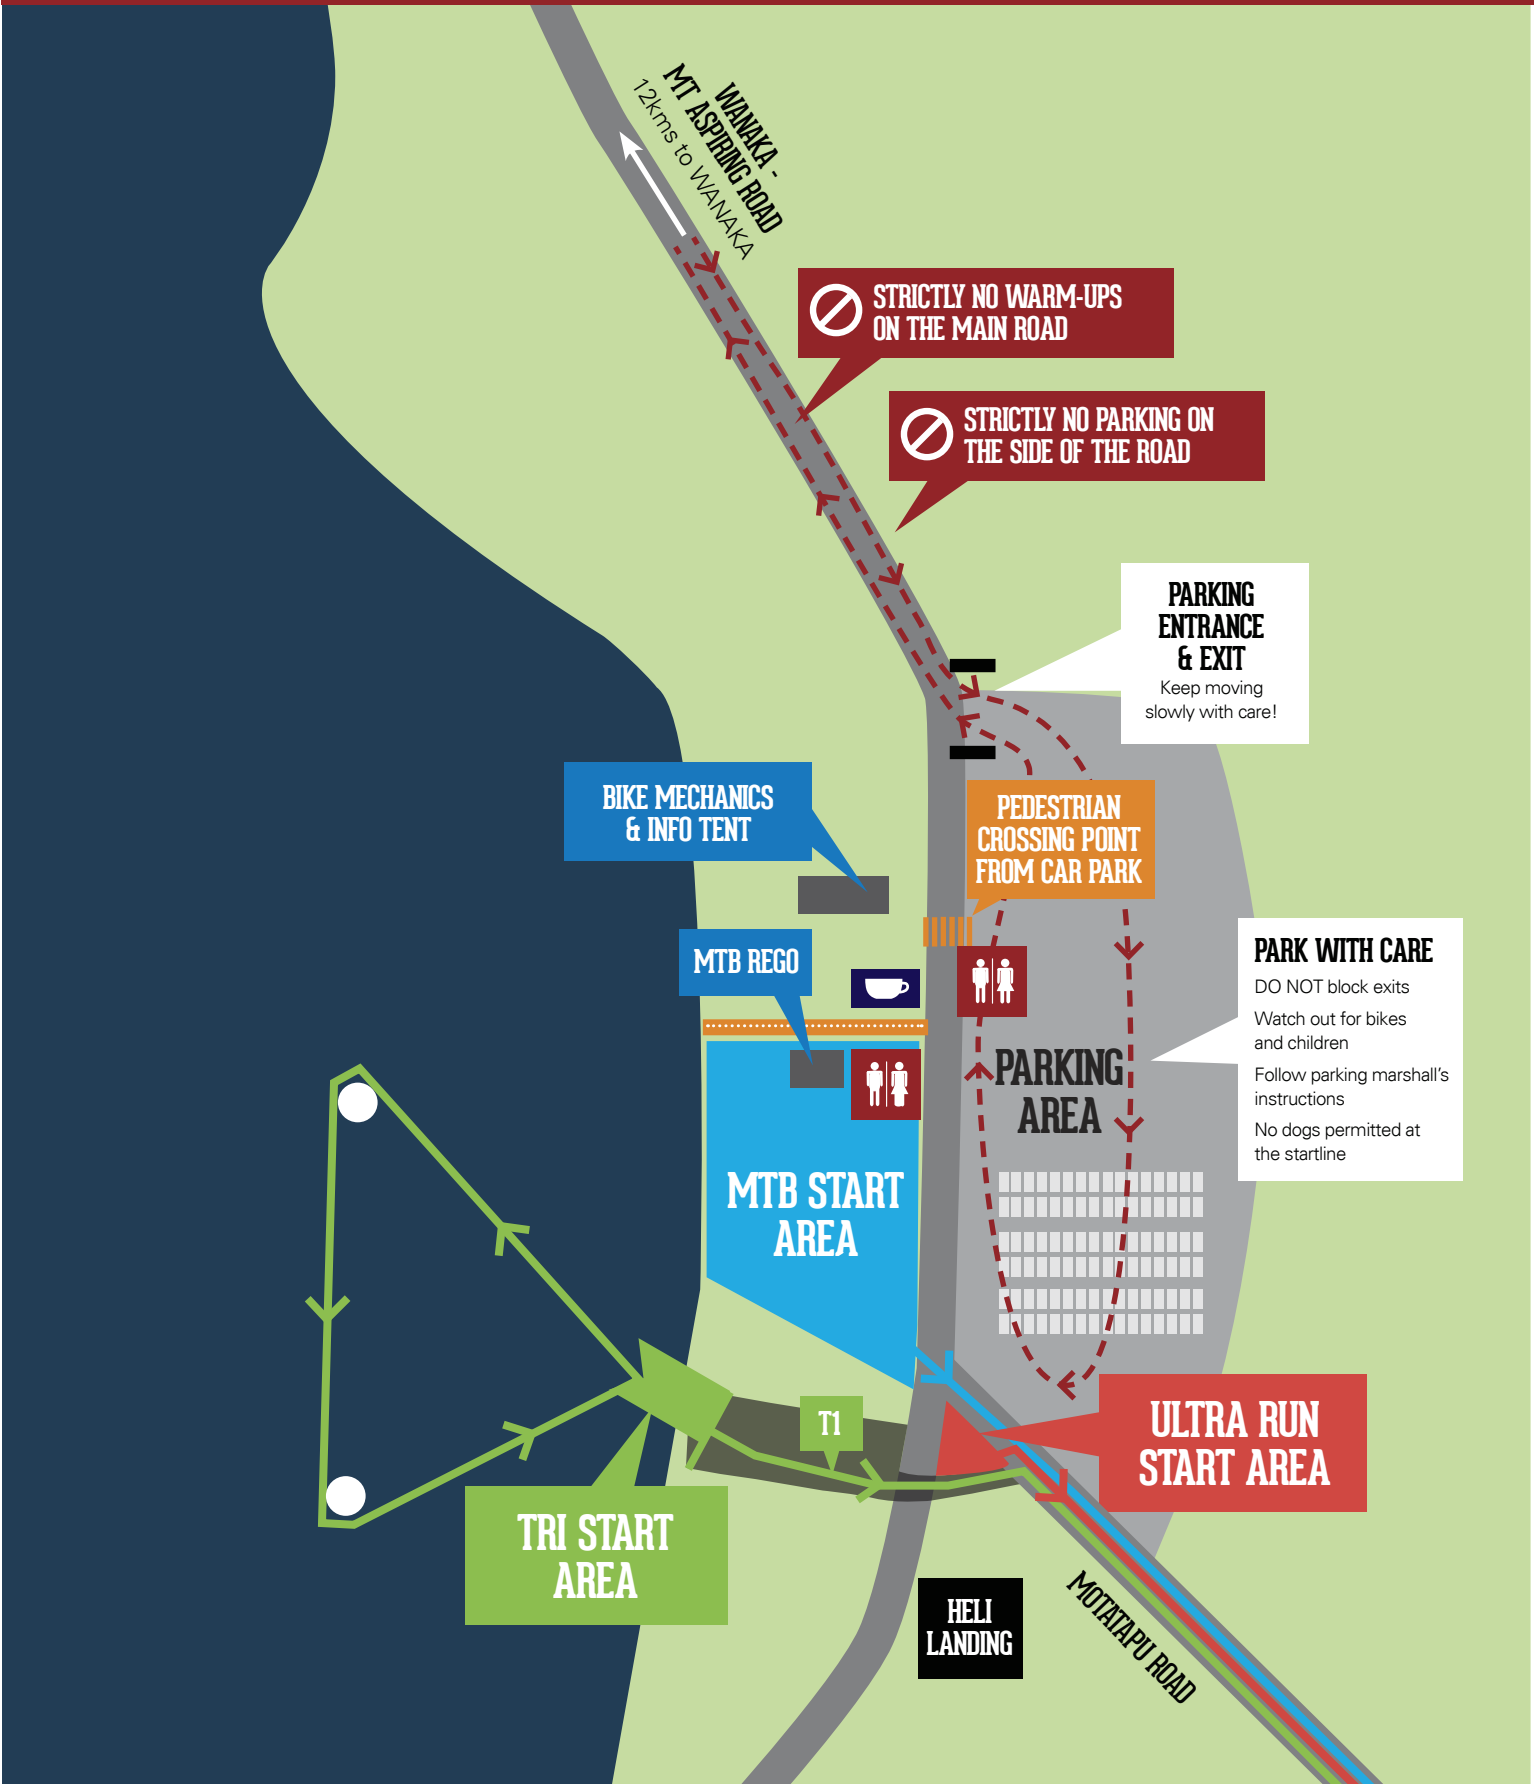 WANAKA -
MT ASPIRING ROAD
12kms to WANAKA
STRICTLY NO WARM-UPS
ON THE MAIN ROAD
STRICTLY NO PARKING ON
THE SIDE OF THE ROAD
PARKING
ENTRANCE
& EXIT
Keep moving
slowly with care!
BIKE MECHANICS
& INFO TENT
PEDESTRIAN
CROSSING POINT
FROM CAR PARK
MTB REGO
PARK WITH CARE
DO NOT block exits
Watch out for bikes
and children
Follow parking marshall's
instructions
No dogs permitted at
the startline
PARKING
AREA
MTB START
AREA
T1
ULTRA RUN
START AREA
TRI START
AREA
HELI
LANDING
MOTATAPU ROAD